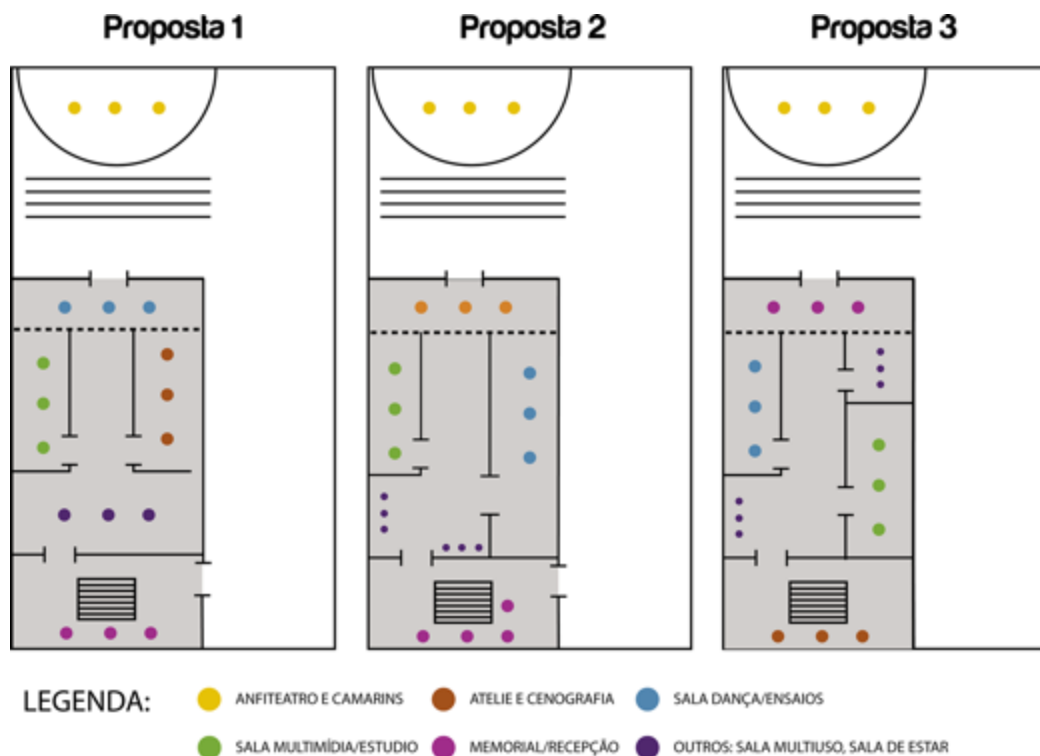 Proposta 1 Proposta 2 Proposta 3
LEGENDA: ANFITEATRO E CAMARINS ATELIE E CENOGRAFIA SALA DANÇA/ENSAIOS
SALA MULTIMÍDIA/ESTUDIO MEMORIAL/RECEPÇÃO OUTROS: SALA MULTIUSO, SALA DE ESTAR